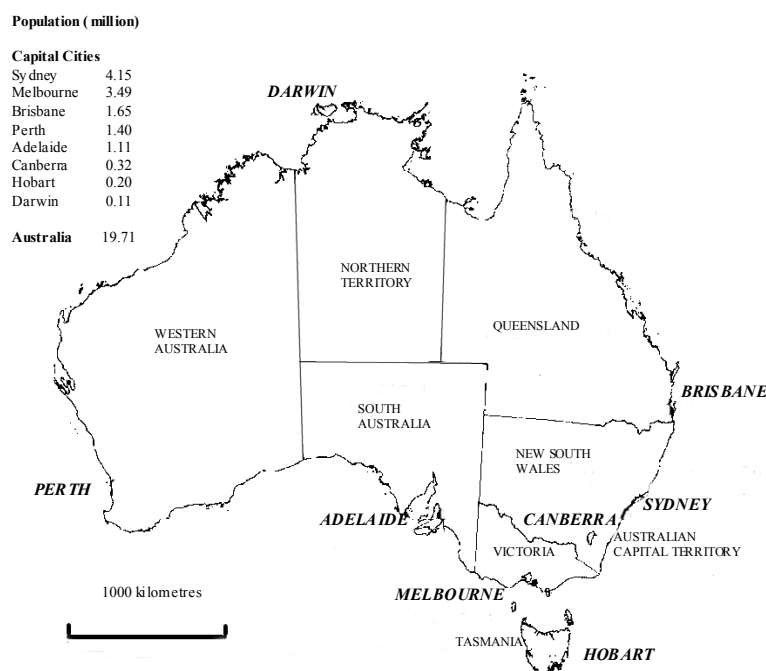 Population (million)
Capital Cities
Sydney 4.15
Melbourne 3.49
Brisbane 1.65
Perth 1.40
Adelaide 1.11
Canberra 0.32
Hobart 0.20
Darwin 0.11
Australia 19.71
DARWIN
NORTHERN
TERRITORY
WESTERN
AUSTRALIA
QUEENSLAND
BRISBANE
SOUTH
AUSTRALIA
NEW SOUTH
WALES
PERTH
SYDNEY
ADELAIDE
CANBERRA
AUSTRALIAN
CAPITAL TERRITORY
VICTORIA
MELBOURNE
1000 kilometres
TASMANIA
HOBART